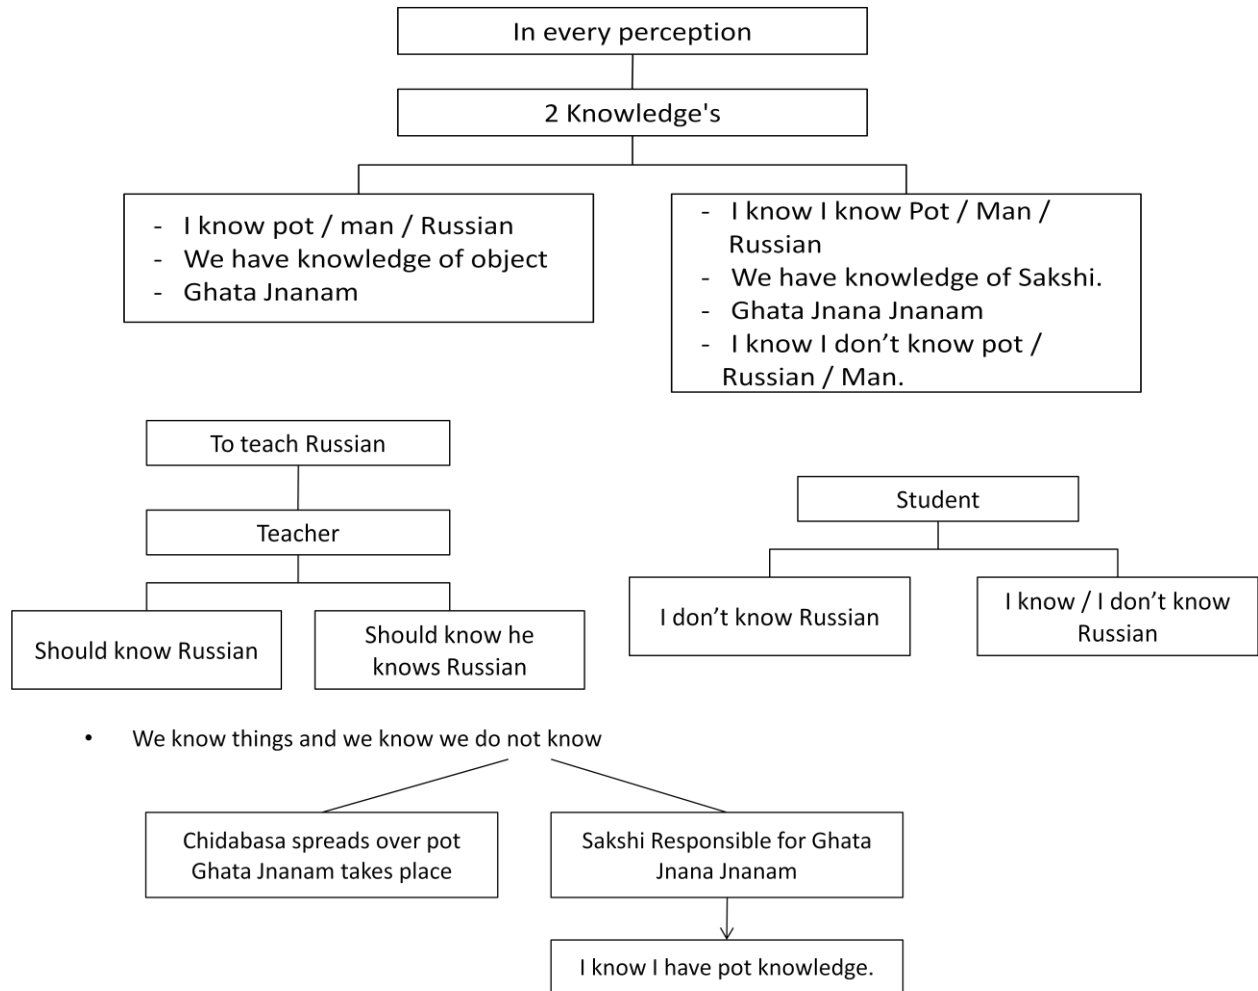 In every perception
2 Knowledge's
- I know pot / man / Russian
- We have knowledge of object
- Ghata Jnanam
- I know I know Pot / Man /
Russian
- We have knowledge of Sakshi.
- Ghata Jnana Jnanam
- I know I don’t know pot /
Russian / Man.
To teach Russian
Teacher
Should know Russian
Should know he
knows Russian
Student
I don’t know Russian
I know / I don’t know
Russian
• We know things and we know we do not know
Chidabasa spreads over pot
Ghata Jnanam takes place
Sakshi Responsible for Ghata
Jnana Jnanam
I know I have pot knowledge.